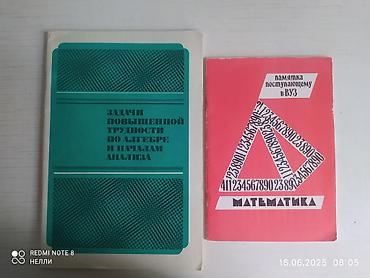 ЗАДАЧИ
ПОВЫШЕННОЙ
ТРУДНОСТИ
ПО АЛГЕБРЕ
И НАЧАЛАМ
АНАЛИЗА
ПАМЯТКА
ПОСТУПАЮЩЕМУ
В ВУЗ
МАТЕМАТИКА
REDMI NOTE 8
НЕЛЛИ
16.06.2025 08:05